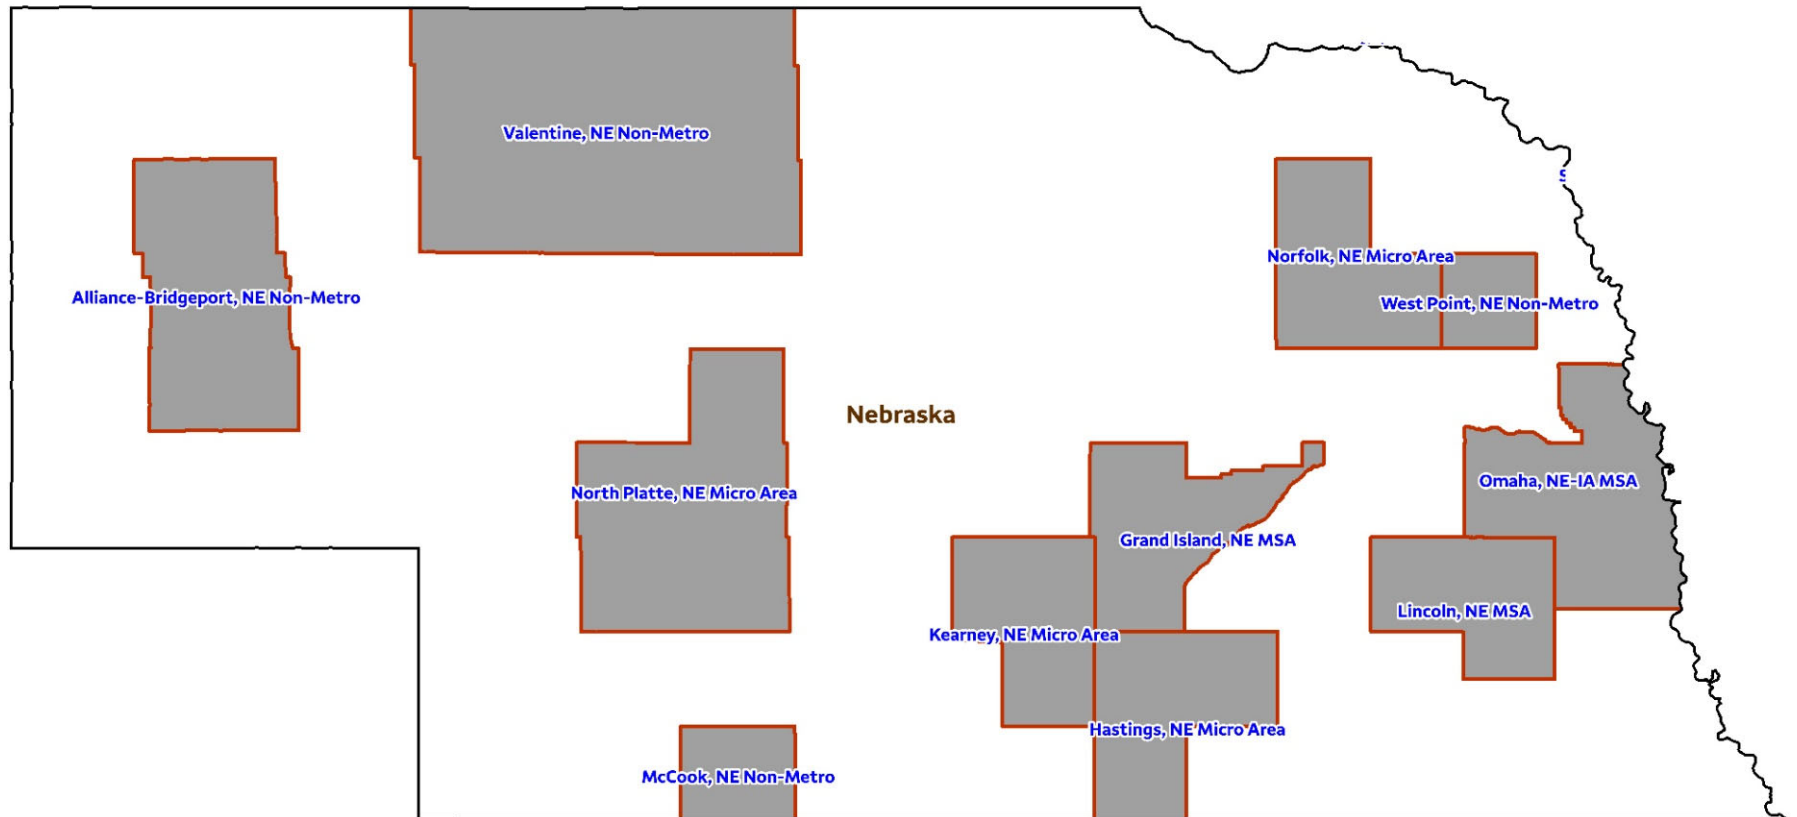 Valentine, NE Non-Metro
Norfolk, NE Micro Area
Alliance-Bridgeport, NE Non-Metro
West Point, NE Non-Metro
Nebraska
Omaha, NE-IA MSA
North Platte, NE Micro Area
Grand Island, NE MSA
Lincoln, NE MSA
Kearney, NE Micro Area
Hastings, NE Micro Area
McCook, NE Non-Metro